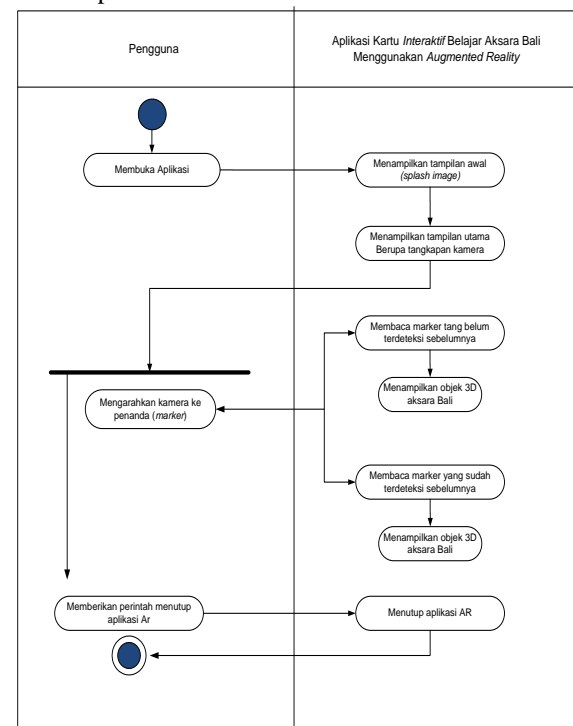 Pengguna
Aplikasi Kartu Interaktif Belajar Aksara Bali
Menggunakan Augmented Reality
Membuka Aplikasi
Menampilkan tampilan awal
(splash image)
Menampilkan tampilan utama
Berupa tangkapan kamera
Membaca marker tang belum
terdeteksi sebelumnya
Menampilkan objek 3D
aksara Bali
Mengarahkan kamera ke
penanda (marker)
Membaca marker yang sudah
terdeteksi sebelumnya
Menampilkan objek 3D
aksara Bali
Memberikan perintah menutup
aplikasi Ar
Menutup aplikasi AR